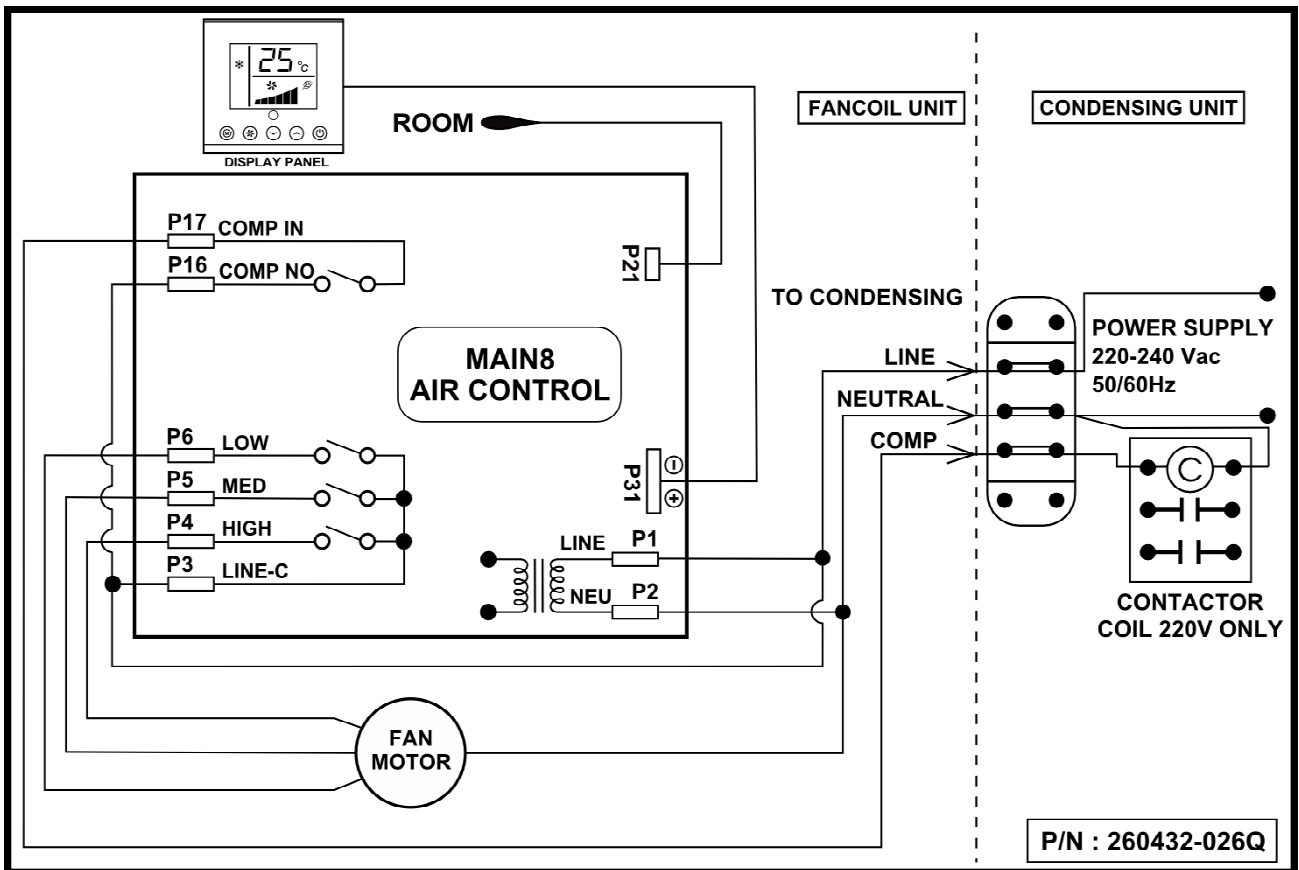 25 °C
DISPLAY PANEL
ROOM
FANCOIL UNIT
CONDENSING UNIT
P17 COMP IN
P16 COMP NO
P21
MAIN8
AIR CONTROL
TO CONDENSING
LINE
NEUTRAL
COMP
POWER SUPPLY
220-240 Vac
50/60Hz
C
CONTACTOR
COIL 220V ONLY
P6 LOW
P5 MED
P4 HIGH
P3 LINE-C
P31
LINE P1
NEU P2
FAN
MOTOR
P/N : 260432-026Q